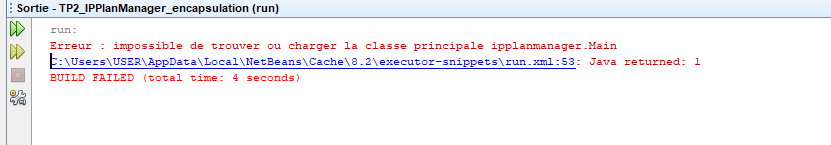 Sortie - TP2_IPPlanManager_encapsulation (run)
run:
Erreur : impossible de trouver ou charger la classe principale ipplanmanager.Main
C:\Users\USER\AppData\Local\NetBeans\Cache\8.2\executor-snippets\run.xml:53: Java returned: 1
BUILD FAILED (total time: 4 seconds)